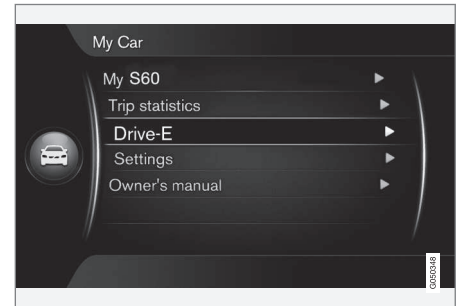 My Car
My S60
Trip statistics
Drive-E
Settings
Owner's manual
G050348